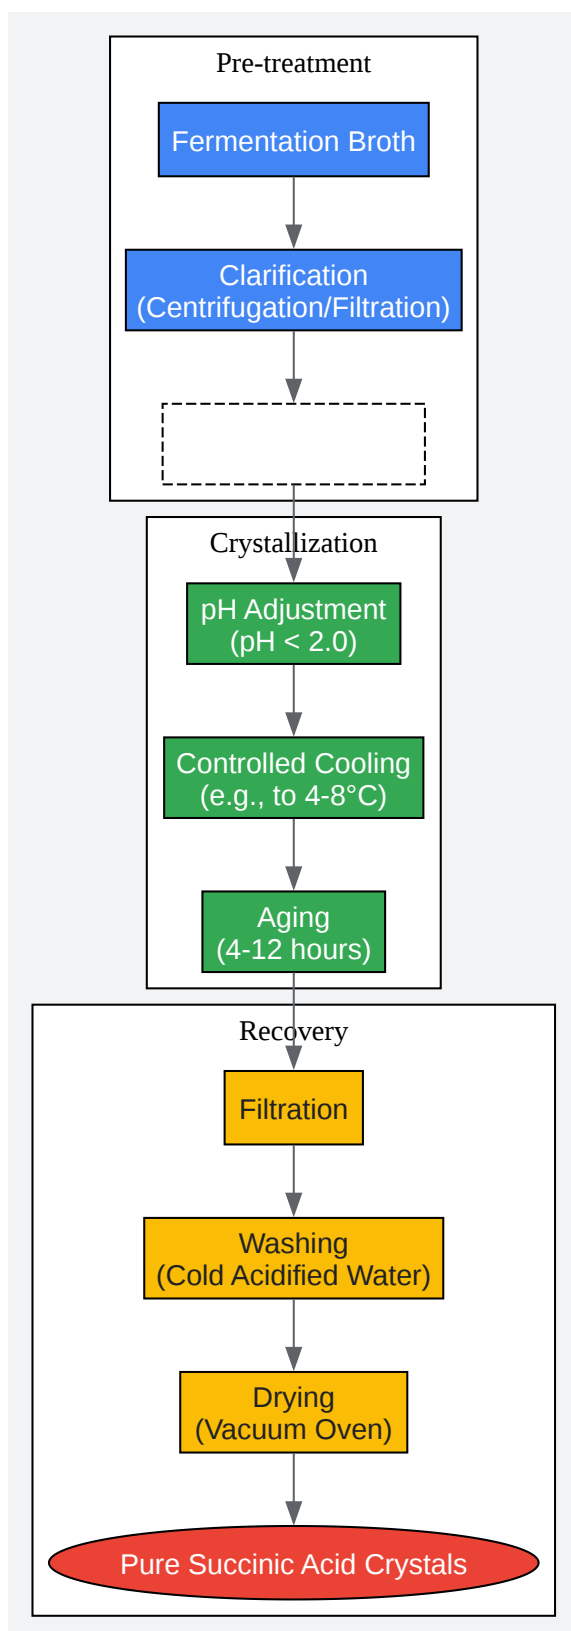 Pre-treatment
Fermentation Broth
Clarification
(Centrifugation/Filtration)
Crystallization
pH Adjustment
(pH < 2.0)
Controlled Cooling
(e.g., to 4-8°C)
Aging
(4-12 hours)
Recovery
Filtration
Washing
(Cold Acidified Water)
Drying
(Vacuum Oven)
Pure Succinic Acid Crystals